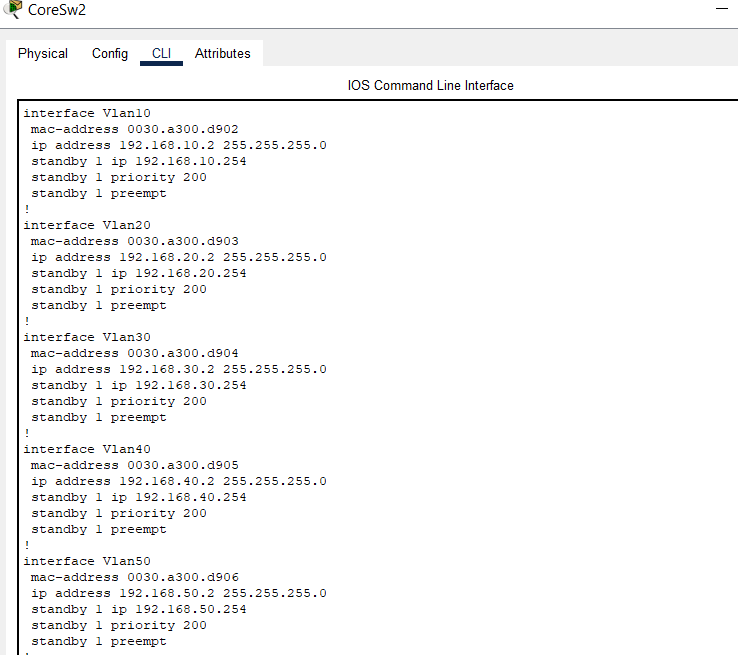 CoreSw2
Physical Config CLI Attributes
IOS Command Line Interface
interface Vlan10
mac-address 0030.a300.d902
ip address 192.168.10.2 255.255.255.0
standby 1 ip 192.168.10.254
standby 1 priority 200
standby 1 preempt
!
interface Vlan20
mac-address 0030.a300.d903
ip address 192.168.20.2 255.255.255.0
standby 1 ip 192.168.20.254
standby 1 priority 200
standby 1 preempt
!
interface Vlan30
mac-address 0030.a300.d904
ip address 192.168.30.2 255.255.255.0
standby 1 ip 192.168.30.254
standby 1 priority 200
standby 1 preempt
!
interface Vlan40
mac-address 0030.a300.d905
ip address 192.168.40.2 255.255.255.0
standby 1 ip 192.168.40.254
standby 1 priority 200
standby 1 preempt
!
interface Vlan50
mac-address 0030.a300.d906
ip address 192.168.50.2 255.255.255.0
standby 1 ip 192.168.50.254
standby 1 priority 200
standby 1 preempt
!